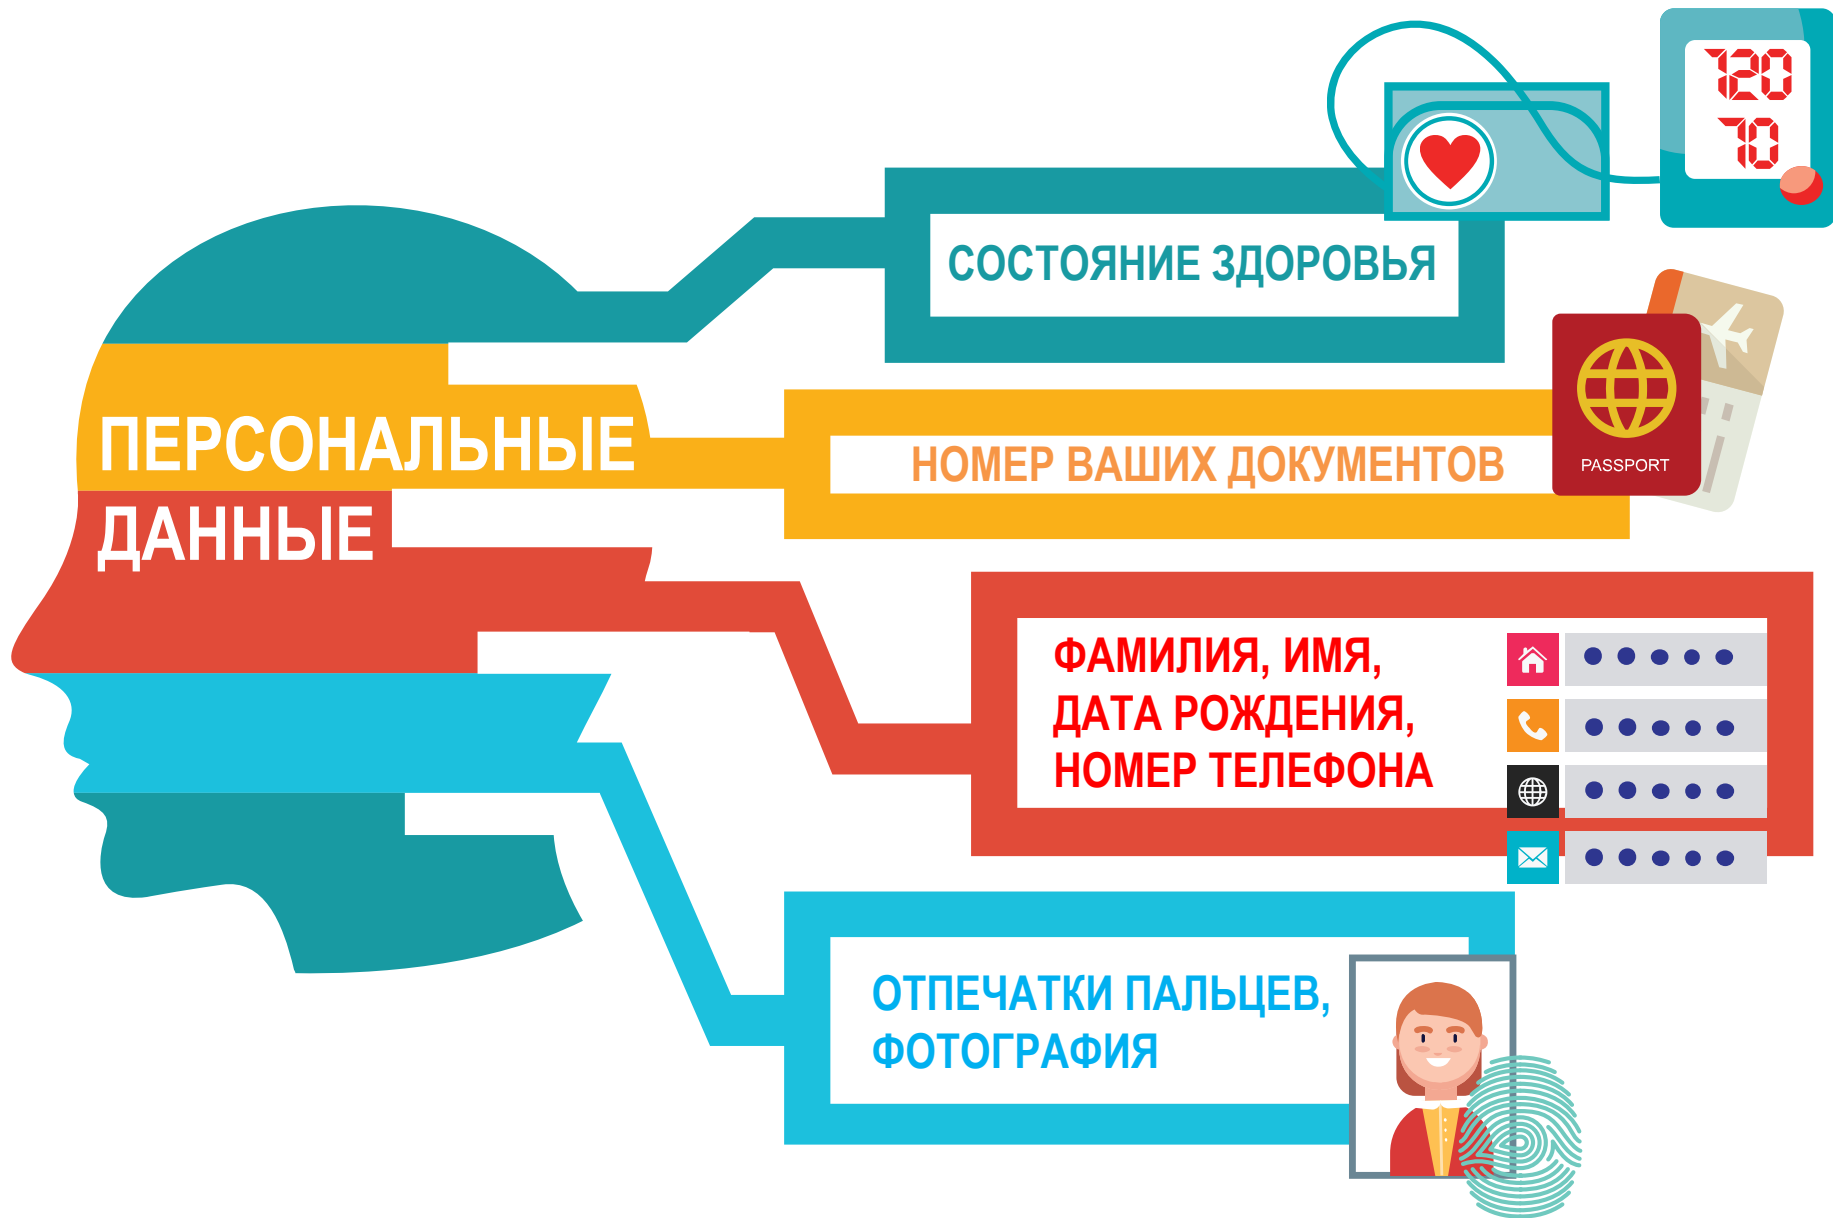 120
70
СОСТОЯНИЕ ЗДОРОВЬЯ
ПЕРСОНАЛЬНЫЕ
ДАННЫЕ
НОМЕР ВАШИХ ДОКУМЕНТОВ
PASSPORT
ФАМИЛИЯ, ИМЯ,
ДАТА РОЖДЕНИЯ,
НОМЕР ТЕЛЕФОНА
ОТПЕЧАТКИ ПАЛЬЦЕВ,
ФОТОГРАФИЯ